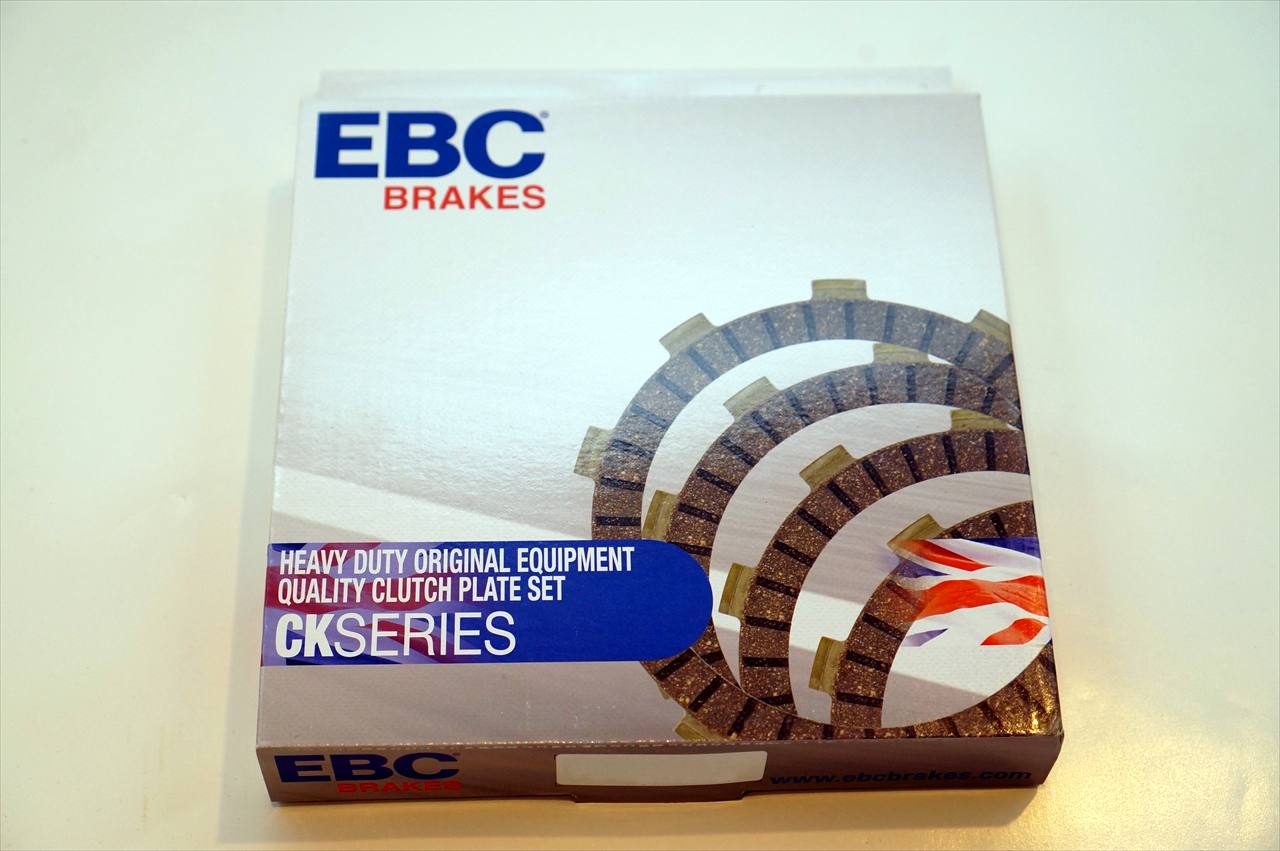 EBC®
BRAKES
HEAVY DUTY ORIGINAL EQUIPMENT
QUALITY CLUTCH PLATE SET
CKSERIES
EBC®
BRAKES
www.ebcbrakes.com